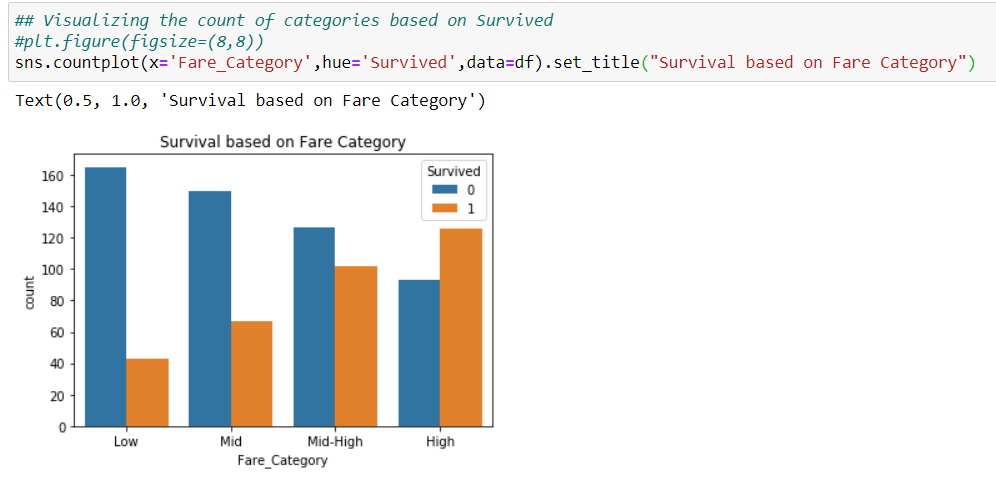 ## Visualizing the count of categories based on Survived
#plt.figure(figsize=(8,8))
sns.countplot(x='Fare_Category',hue='Survived',data=df).set_title("Survival based on Fare Category")
Text(0.5, 1.0, 'Survival based on Fare Category')
Survival based on Fare Category
Survived
0
1
160
140
120
100
80
60
40
20
0
count
Low Mid Mid-High High
Fare_Category